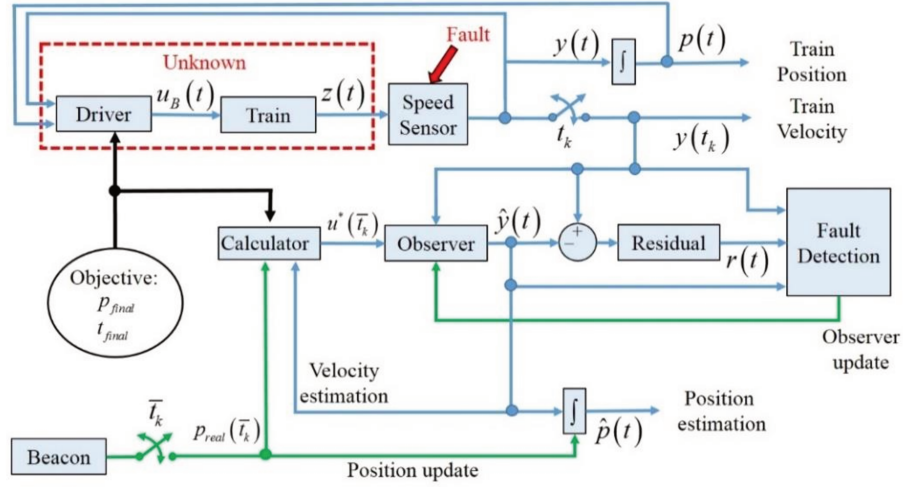 Fault
Unknown
y(t)
∫
p(t)
Train
Position
Driver
u_B(t)
Train
z(t)
Speed
Sensor
t_k
Train
Velocity
y(t_k)
Calculator
u*(t̅_k)
Observer
ŷ(t)
+
−
Residual
r(t)
Fault
Detection
Objective:
p_final
t_final
Observer
update
Velocity
estimation
∫
p̂(t)
Position
estimation
Beacon
t̅_k
p_real(t̅_k)
Position update